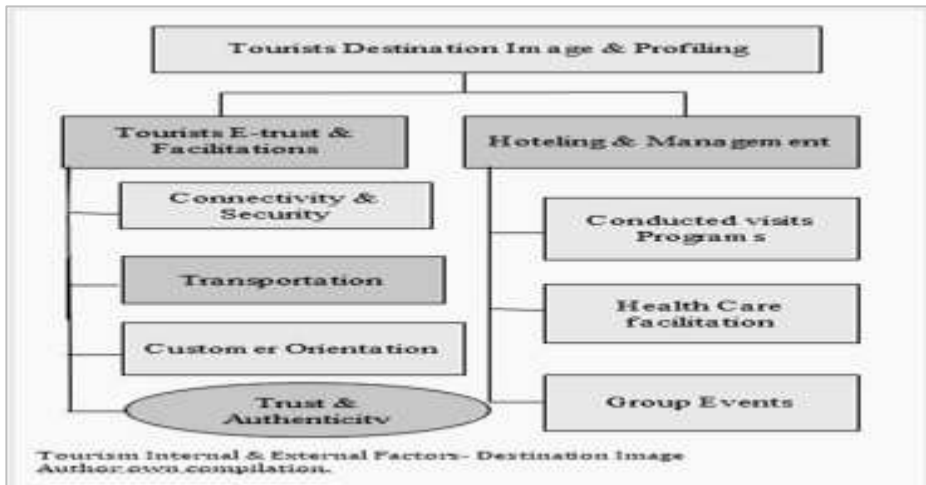 Tourists Destination Image & Profiling
Tourists E-trust &
Facilitations
Hoteling & Management
Connectivity &
Security
Conducted visits
Programs
Transportation
Health Care
facilitation
Customer Orientation
Trust &
Authenticity
Group Events
Tourism Internal & External Factors- Destination Image
Author own compilation.